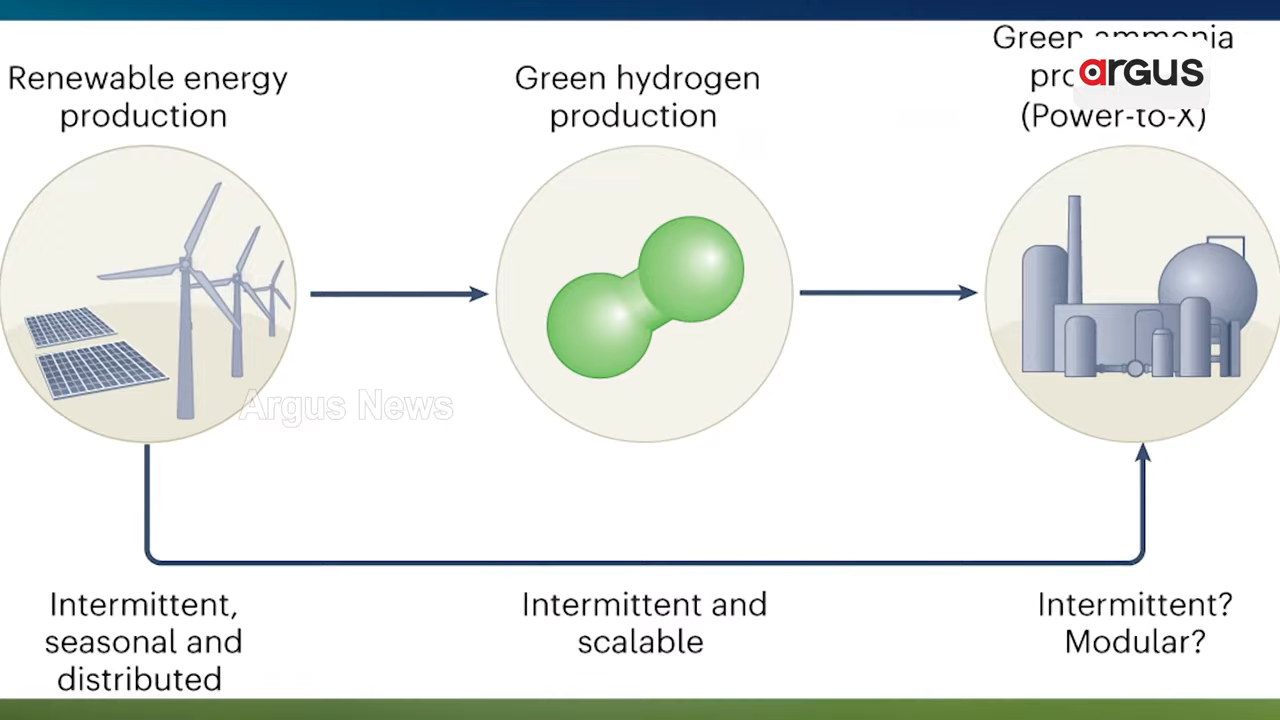 Renewable energy
production
Green hydrogen
production
Green ammonia
argus
(Power-to-X)
Argus News
Intermittent,
seasonal and
distributed
Intermittent and
scalable
Intermittent?
Modular?